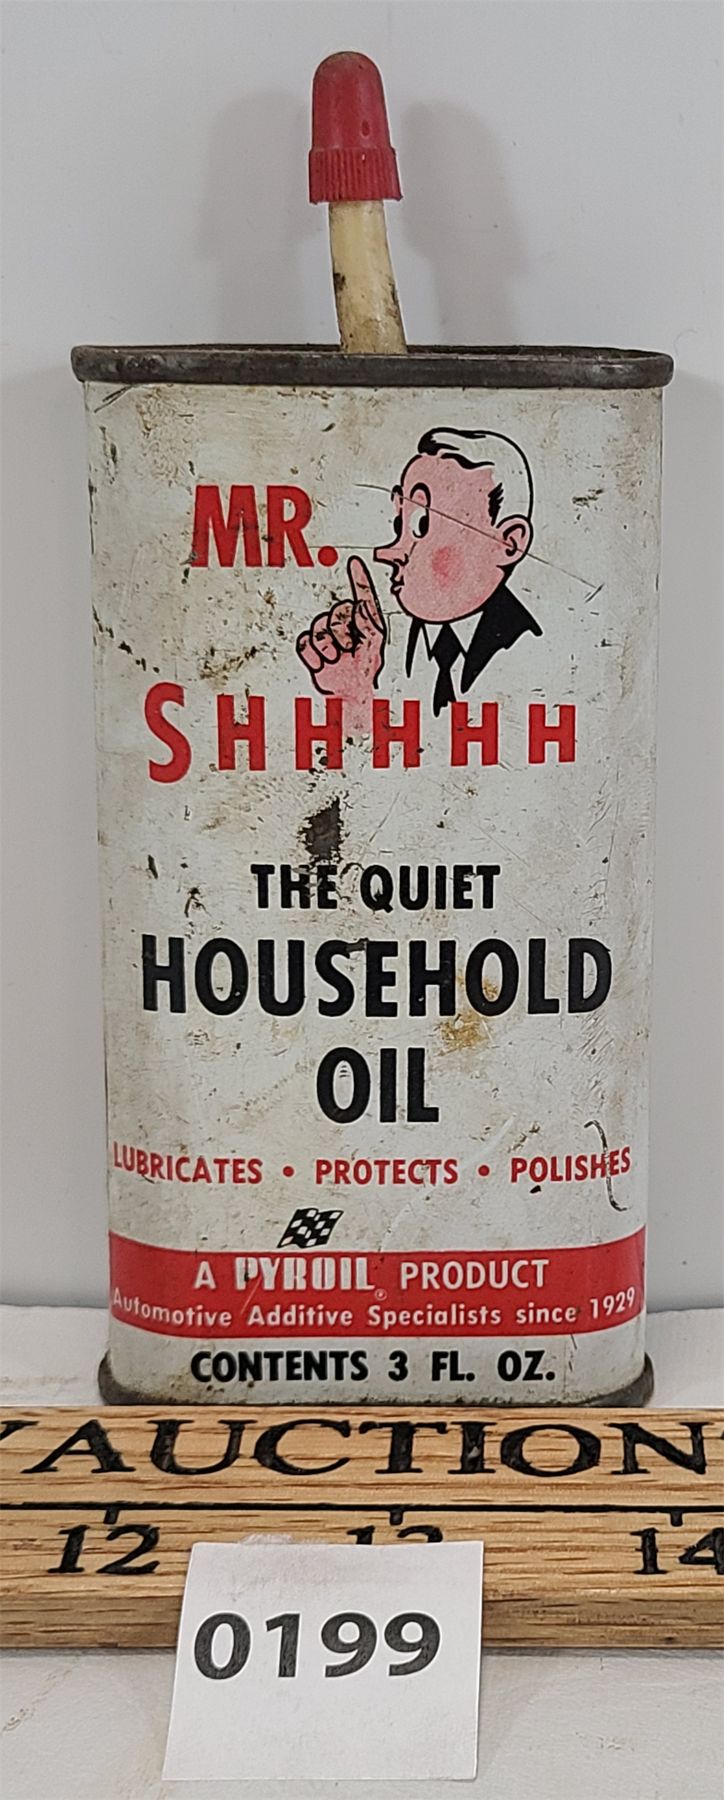 MR.
SHHHHH
THE QUIET
HOUSEHOLD
OIL
LUBRICATES • PROTECTS • POLISHES
A PYROIL® PRODUCT
Automotive Additive Specialists since 1929
CONTENTS 3 FL. OZ.
Y AUCTION
12 13 14
0199